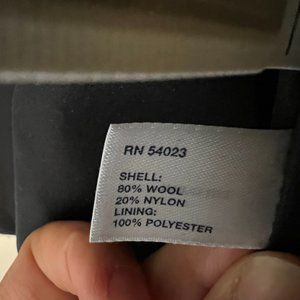 RN 54023
SHELL:
80% WOOL
20% NYLON
LINING:
100% POLYESTER